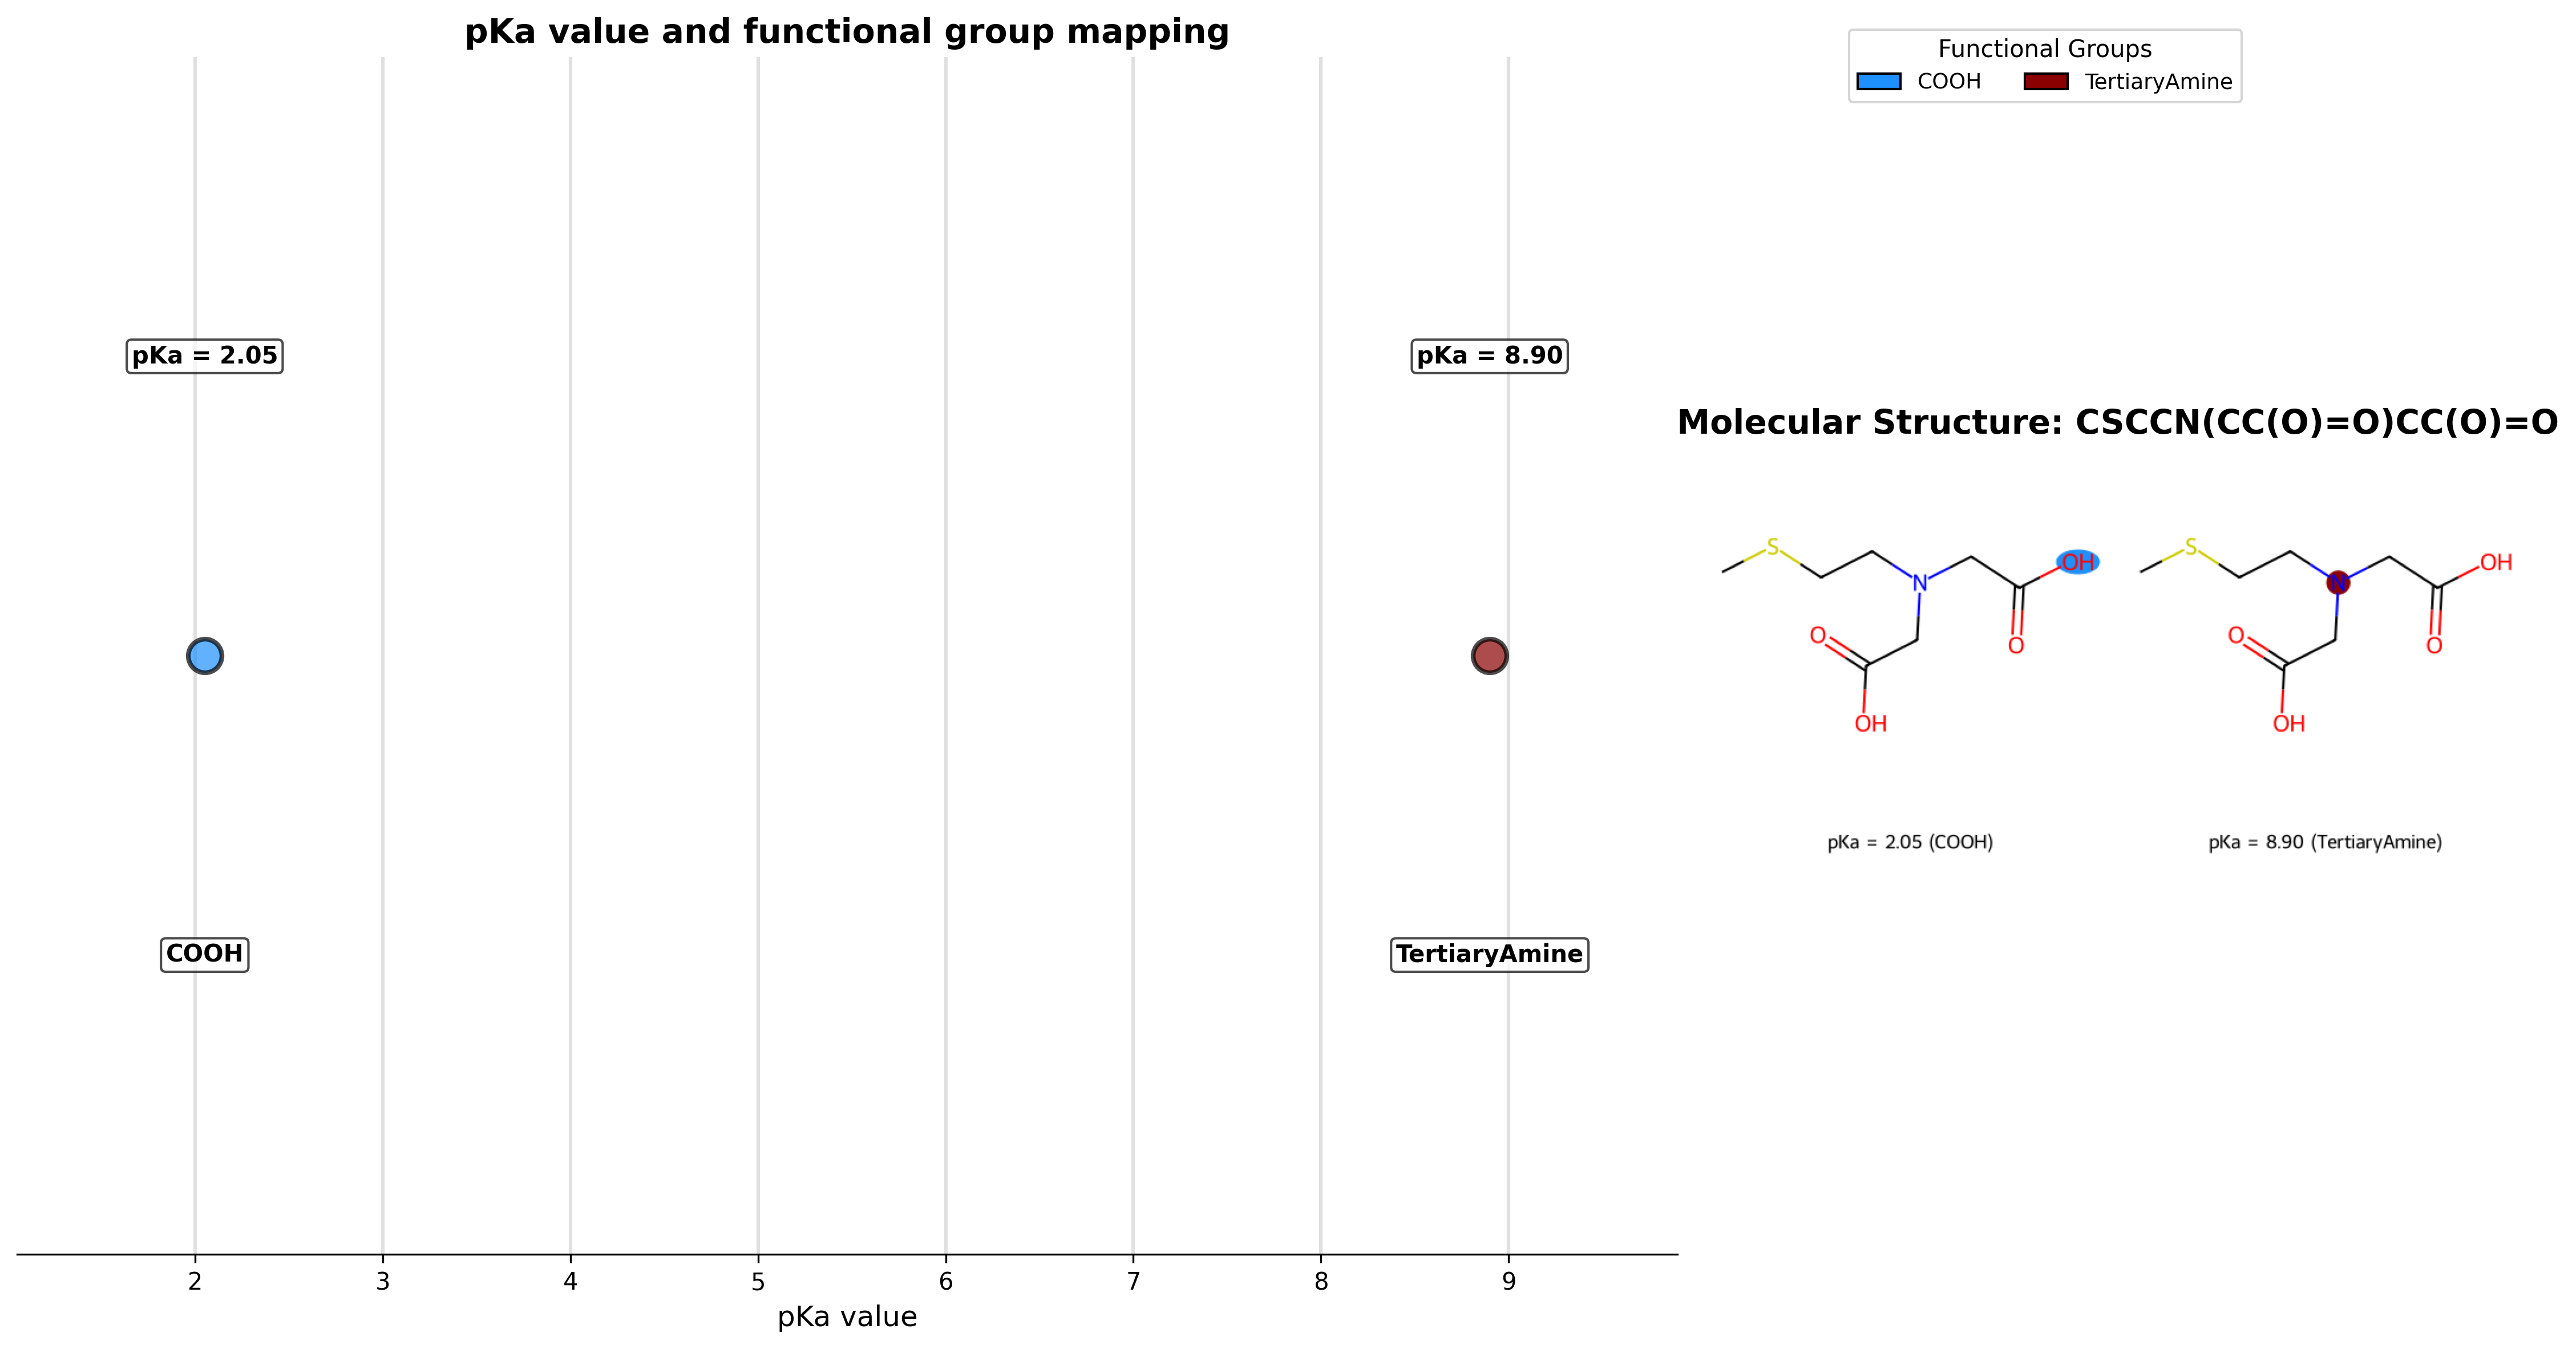 pKa value and functional group mapping
Functional Groups
COOH TertiaryAmine
pKa = 2.05 pKa = 8.90
COOH TertiaryAmine
2 3 4 5 6 7 8 9
pKa value
Molecular Structure: CSCCN(CC(O)=O)CC(O)=O
S N OH O O OH
S N OH O O OH
pKa = 2.05 (COOH) pKa = 8.90 (TertiaryAmine)